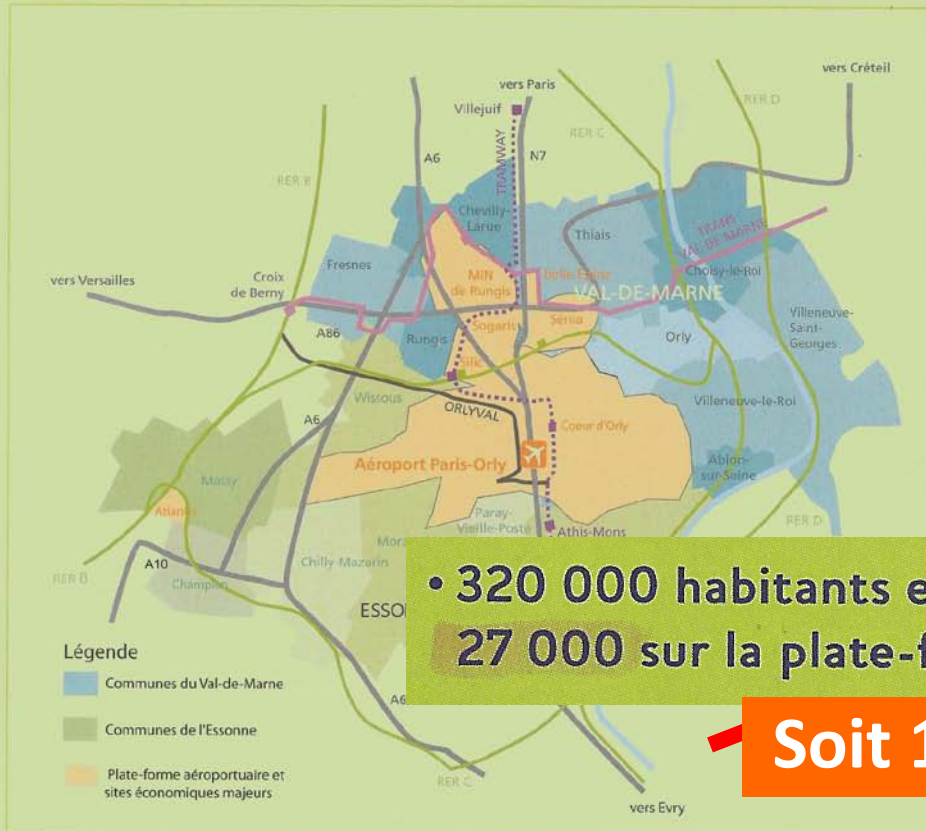 vers Créteil
vers Paris
Villejuif
RER D
RER C
TRAMWAY
A6
N7
RER B
Chevilly-
Larue
Thiais
TRANS
VAL-DE-MARNE
Choisy-le-Roi
Fresnes
vers Versailles
Croix
de Berny
MIN
de Rungis
Belle Epine
VAL-DE-MARNE
Villeneuve-
Saint-
Georges
A86
Rungis
Sogaris
Sénia
Orly
Silic
Wissous
ORLYVAL
Villeneuve-le-Roi
A6
Coeur d'Orly
Aéroport Paris-Orly
Ablon-
sur-Seine
Massy
Atlantis
Paray-
Vieille-Poste
Athis-Mons
RER D
A10
Chilly-Mazarin
RER B
Champlan
ESSO
• 320 000 habitants e
27 000 sur la plate-f
Légende
Communes du Val-de-Marne
A6
Communes de l'Essonne
Soit 1
Plate-forme aéroportuaire et
sites économiques majeurs
RER C
vers Evry